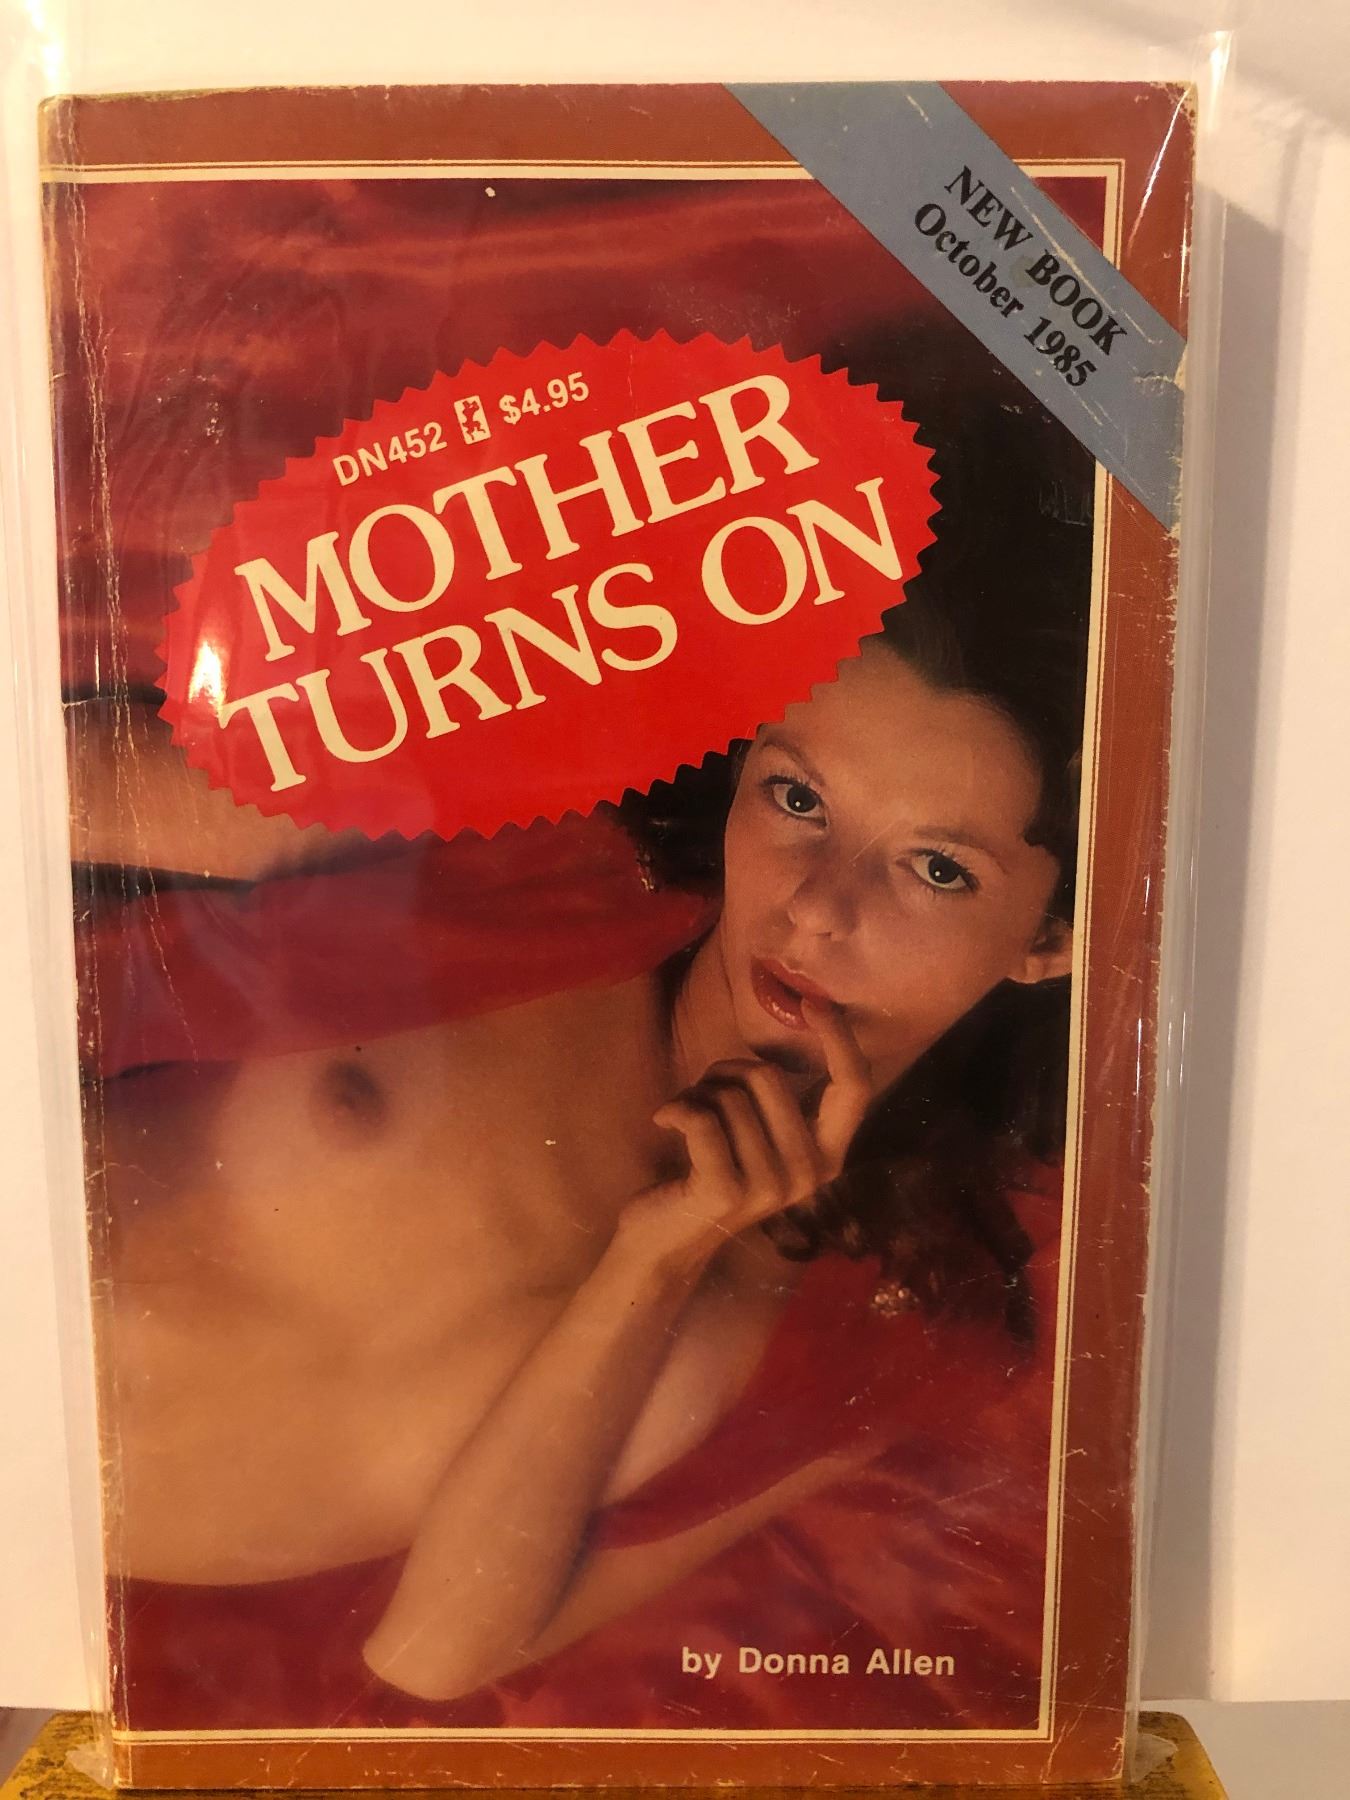 NEW BOOK
October 1985
DN452 $4.95
MOTHER
TURNS ON
by Donna Allen